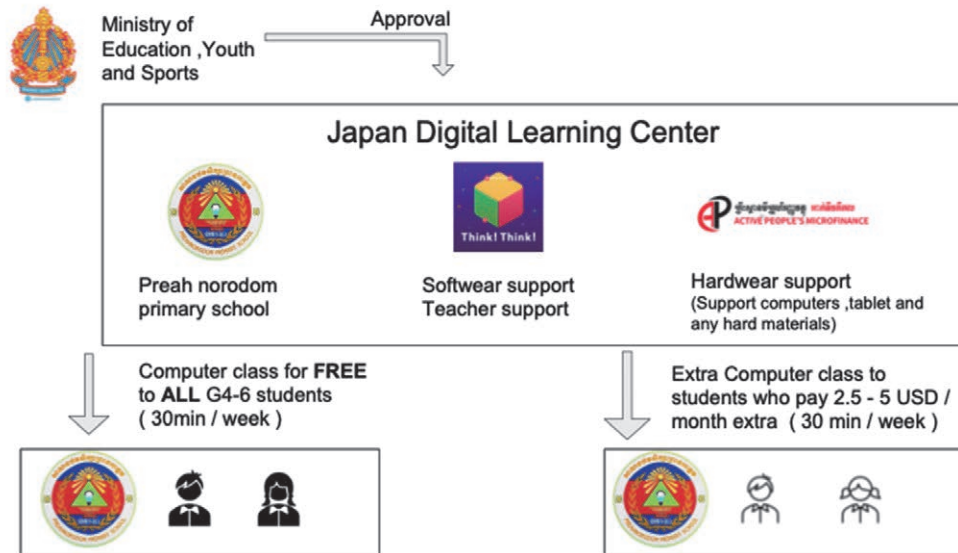 Ministry of
Education ,Youth
and Sports
Approval
Japan Digital Learning Center
Think! Think!
ACTIVE PEOPLE'S MICROFINANCE
Preah norodom
primary school
Softwear support
Teacher support
Hardwear support
(Support computers ,tablet and
any hard materials)
Computer class for FREE
to ALL G4-6 students
( 30min / week )
Extra Computer class to
students who pay 2.5 - 5 USD /
month extra ( 30 min / week )